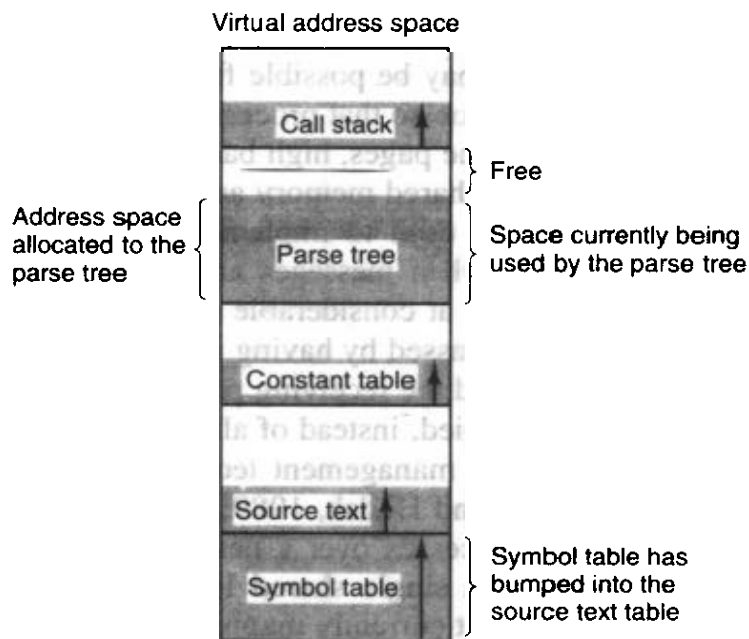 Virtual address space
Call stack
Free
Address space
allocated to the
parse tree
Parse tree
Space currently being
used by the parse tree
Constant table
Source text
Symbol table
Symbol table has
bumped into the
source text table